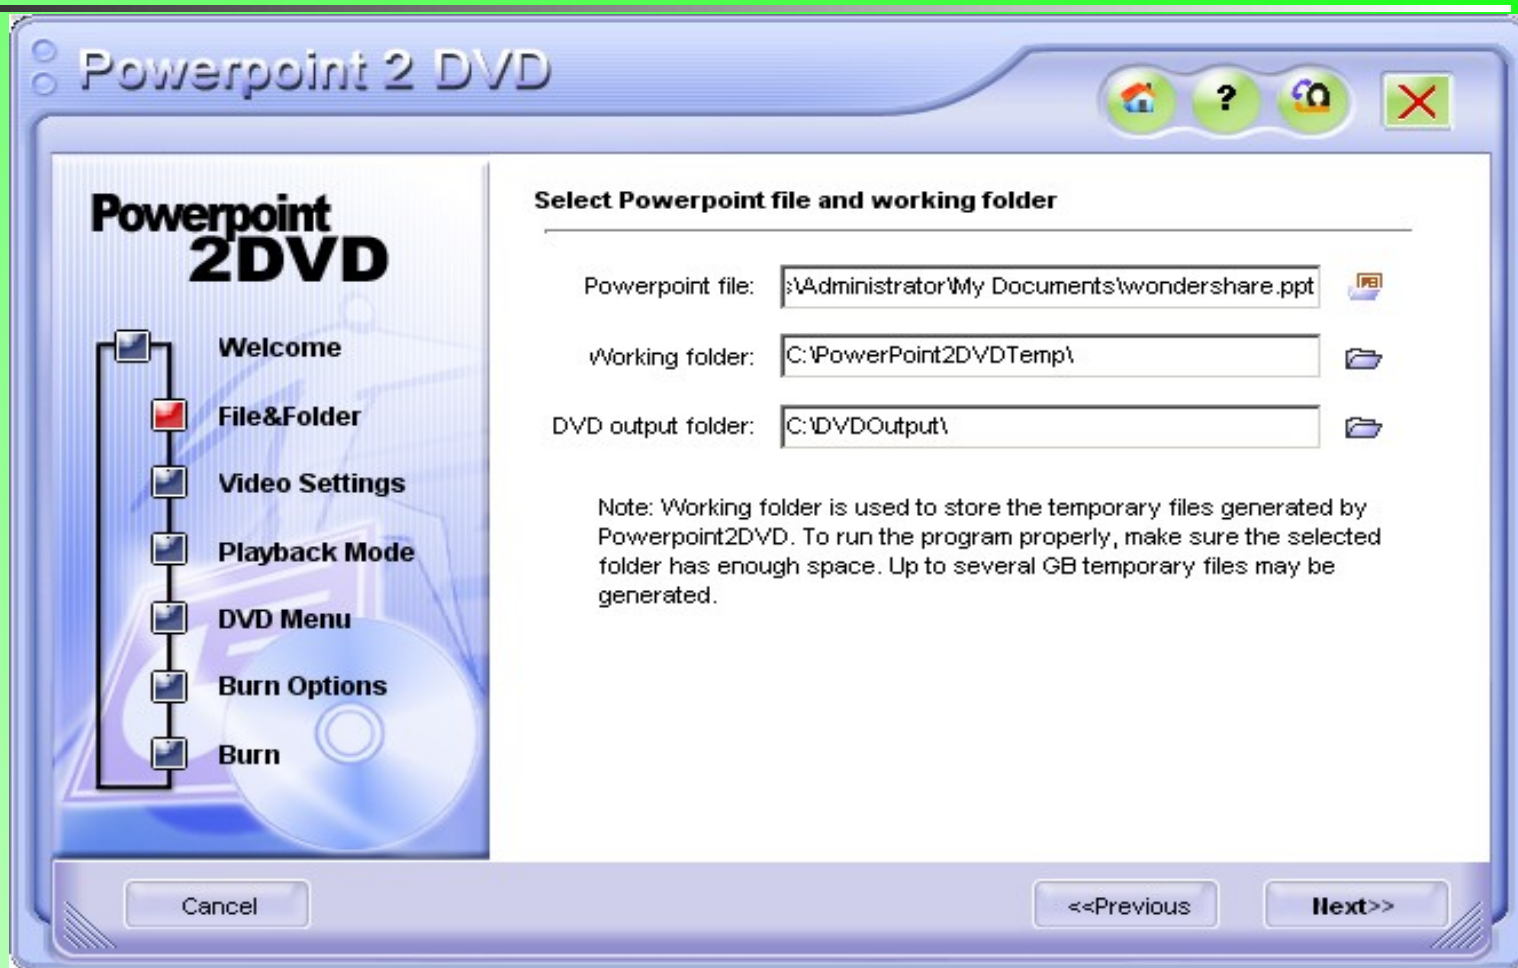 Powerpoint 2 DVD
?
Powerpoint
2DVD
Welcome
File&Folder
Video Settings
Playback Mode
DVD Menu
Burn Options
Burn
Select Powerpoint file and working folder
Powerpoint file: :\Administrator\My Documents\wondershare.ppt
Working folder: C:\PowerPoint2DVDTemp\
DVD output folder: C:\DVDOutput\
Note: Working folder is used to store the temporary files generated by
Powerpoint2DVD. To run the program properly, make sure the selected
folder has enough space. Up to several GB temporary files may be
generated.
Cancel
<<Previous
Next>>